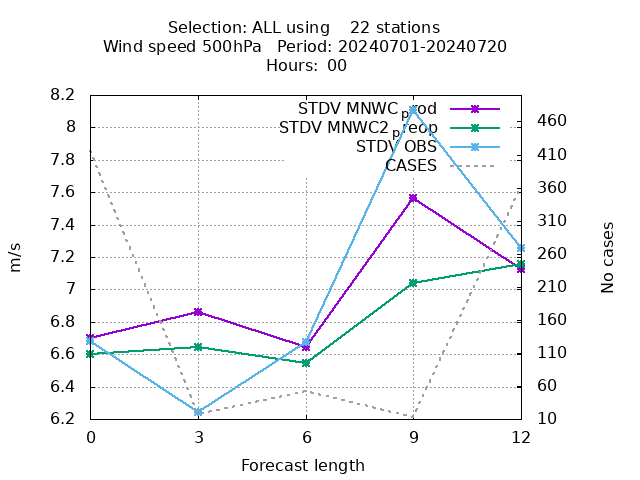 Selection: ALL using    22 stations
Wind speed 500hPa   Period: 20240701-20240720
Hours:  00
8.2
8
7.8
7.6
7.4
7.2
7
6.8
6.6
6.4
6.2
m/s
STDV MNWC_prod
STDV MNWC2_preop
STDV OBS
CASES
460
410
360
310
260
210
160
110
60
10
No cases
0 3 6 9 12
Forecast length